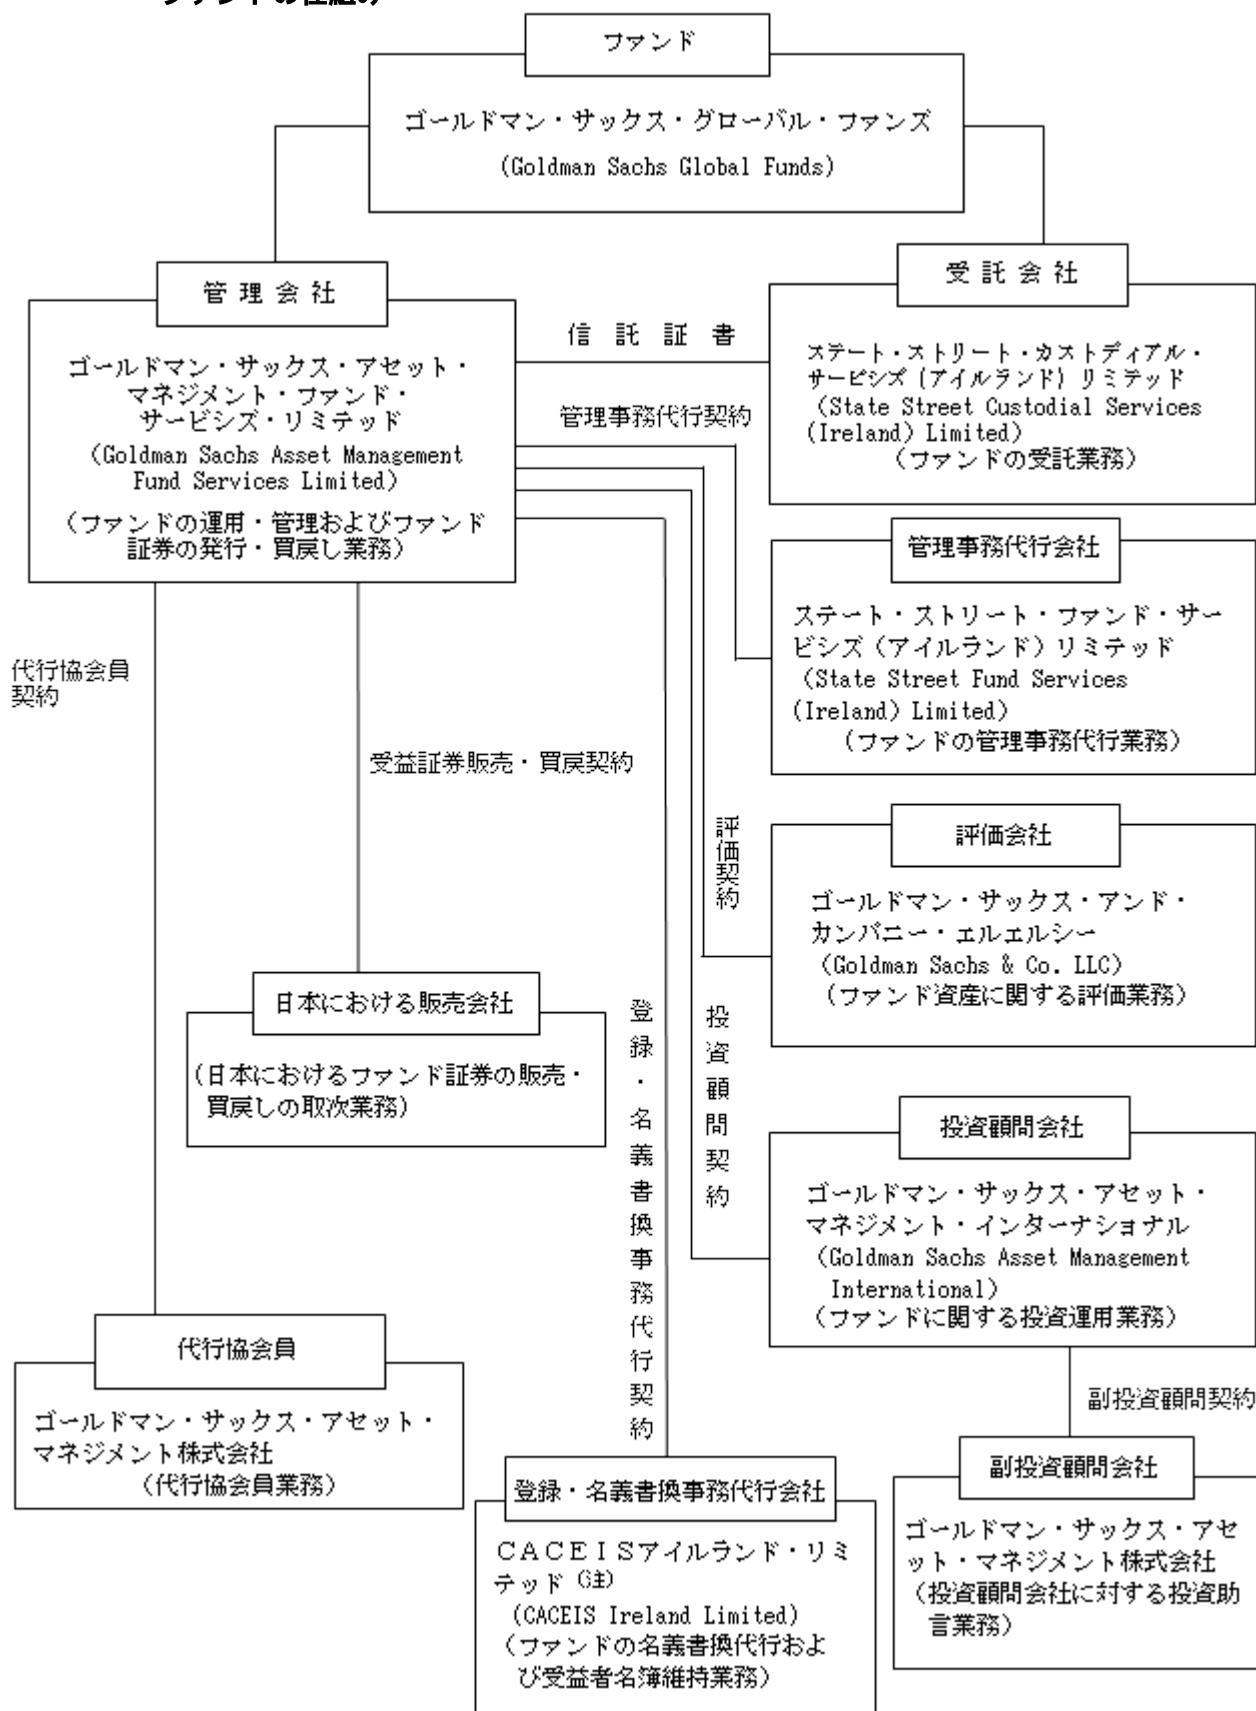 ファンドの仕組み
ファンド
ゴールドマン・サックス・グローバル・ファンズ
(Goldman Sachs Global Funds)
管 理 会 社
ゴールドマン・サックス・アセット・
マネジメント・ファンド・
サービシズ・リミテッド
(Goldman Sachs Asset Management
Fund Services Limited)
(ファンドの運用・管理およびファンド
証券の発行・買戻し業務)
信 託 証 書
受 託 会 社
ステート・ストリート・カストディアル・
サービシズ (アイルランド) リミテッド
(State Street Custodial Services
(Ireland) Limited)
(ファンドの受託業務)
管理事務代行契約
管理事務代行会社
ステート・ストリート・ファンド・サー
ビシズ (アイルランド) リミテッド
(State Street Fund Services
(Ireland) Limited)
(ファンドの管理事務代行業務)
代行協会員
契約
受益証券販売・買戻契約
評価契約
評価会社
ゴールドマン・サックス・アンド・
カンパニー・エルエルシー
(Goldman Sachs & Co. LLC)
(ファンド資産に関する評価業務)
日本における販売会社
(日本におけるファンド証券の販売・
買戻しの取次業務)
登録・名義書換事務代行契約
投資顧問契約
投資顧問会社
ゴールドマン・サックス・アセット・
マネジメント・インターナショナル
(Goldman Sachs Asset Management
International)
(ファンドに関する投資運用業務)
代行協会員
ゴールドマン・サックス・アセット・
マネジメント株式会社
(代行協会員業務)
副投資顧問契約
登録・名義書換事務代行会社
ＣＡＣＥＩＳアイルランド・リミ
テッド (注)
(CACEIS Ireland Limited)
(ファンドの名義書換代行およ
び受益者名簿維持業務)
副投資顧問会社
ゴールドマン・サックス・アセ
ット・マネジメント株式会社
(投資顧問会社に対する投資助
言業務)